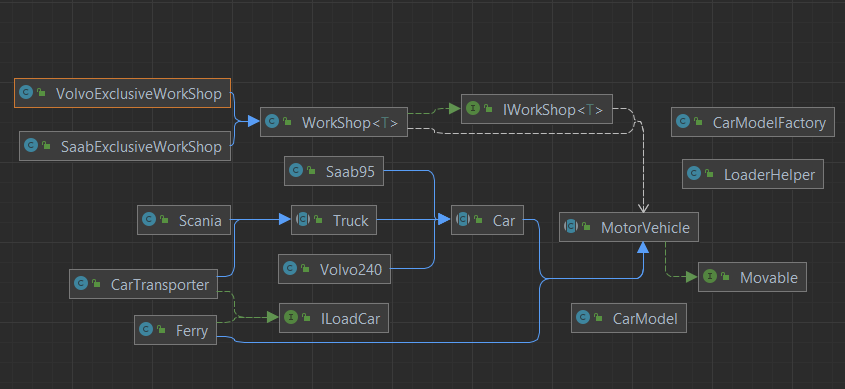 VolvoExclusiveWorkShop
IWorkShop<T>
WorkShop<T>
CarModelFactory
SaabExclusiveWorkShop
Saab95
LoaderHelper
Scania
Truck
Car
MotorVehicle
Volvo240
Movable
CarTransporter
ILoadCar
CarModel
Ferry